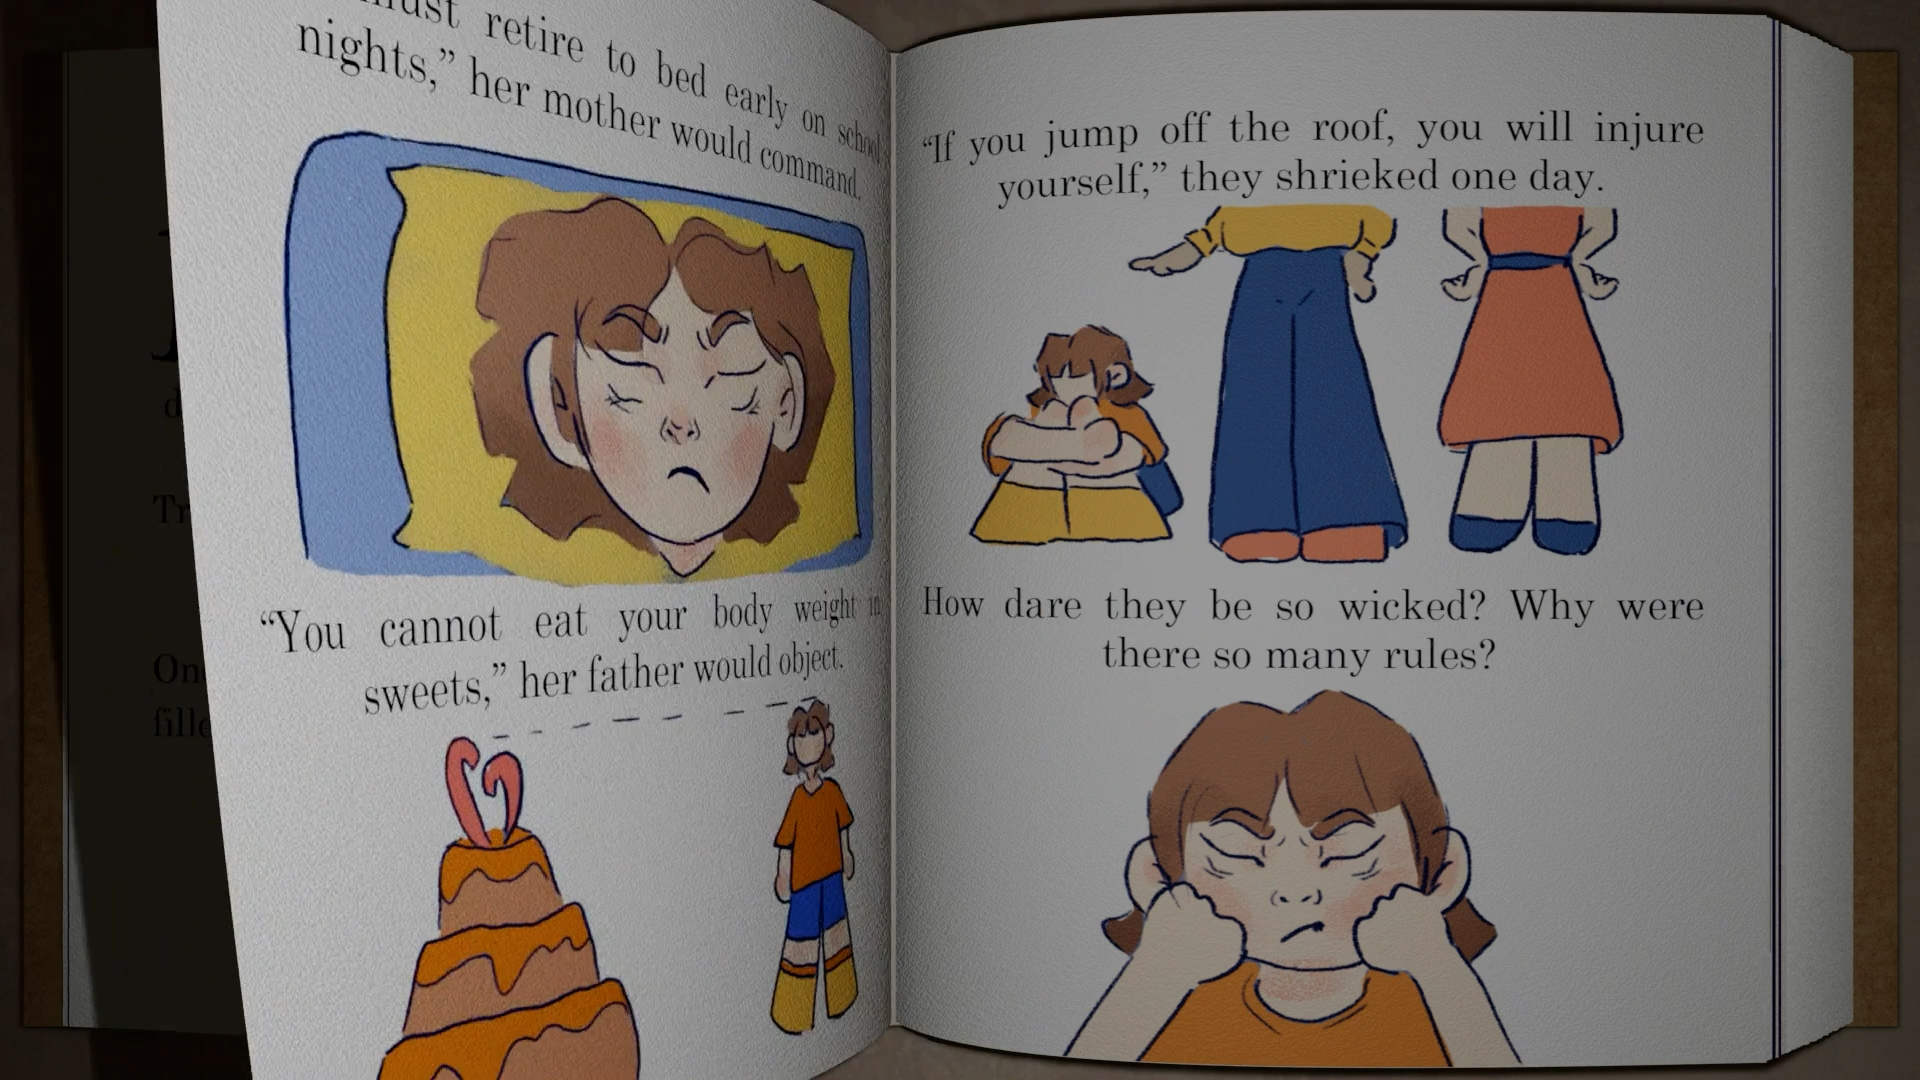 must retire to bed early on school
nights,” her mother would command.
“You cannot eat your body weight in
sweets,” her father would object.
“If you jump off the roof, you will injure
yourself,” they shrieked one day.
How dare they be so wicked? Why were
there so many rules?